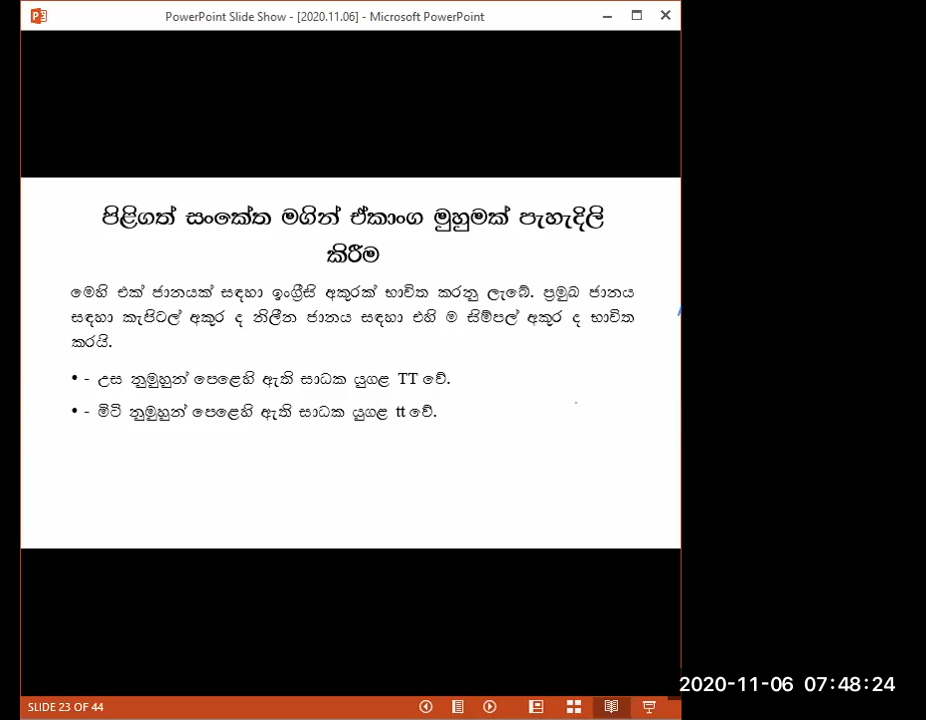 PowerPoint Slide Show - [2020.11.06] - Microsoft PowerPoint
පිළිගත් සංකේත මගින් ඒකාංග මුහුමක් පැහැදිලි
කිරීම
මෙහි එක් ජානයක් සඳහා ඉංග්‍රීසි අකුරක් භාවිත කරනු ලැබේ. ප්‍රමුඛ ජානය
සඳහා කැපිටල් අකුර ද නිලීන ජානය සඳහා එහි ම සිම්පල් අකුර ද භාවිත
කරයි.
• - උස නුමුහුන් පෙළෙහි ඇති සාධක යුගළ TT වේ.
• - මිටි නුමුහුන් පෙළෙහි ඇති සාධක යුගළ tt වේ.
2020-11-06 07:48:24
SLIDE 23 OF 44